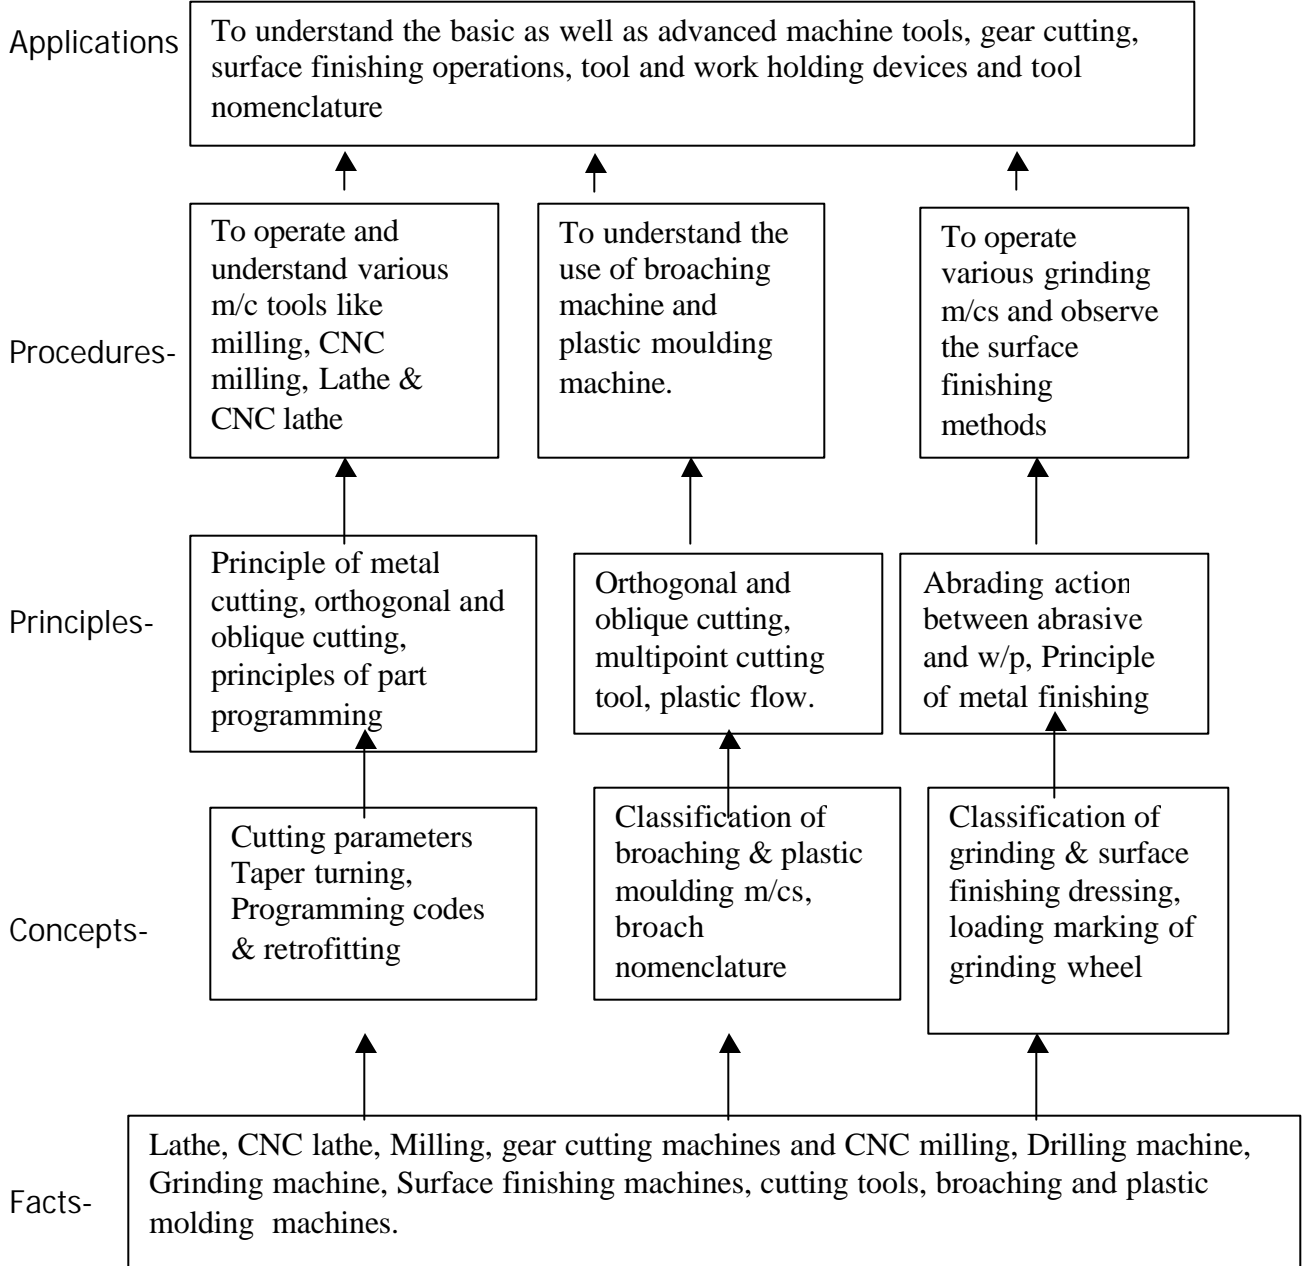 Applications
To understand the basic as well as advanced machine tools, gear cutting,
surface finishing operations, tool and work holding devices and tool
nomenclature
Procedures-
To operate and
understand various
m/c tools like
milling, CNC
milling, Lathe &
CNC lathe
To understand the
use of broaching
machine and
plastic moulding
machine.
To operate
various grinding
m/cs and observe
the surface
finishing
methods
Principles-
Principle of metal
cutting, orthogonal and
oblique cutting,
principles of part
programming
Orthogonal and
oblique cutting,
multipoint cutting
tool, plastic flow.
Abrading action
between abrasive
and w/p, Principle
of metal finishing
Concepts-
Cutting parameters
Taper turning,
Programming codes
& retrofitting
Classification of
broaching & plastic
moulding m/cs,
broach
nomenclature
Classification of
grinding & surface
finishing dressing,
loading marking of
grinding wheel
Facts-
Lathe, CNC lathe, Milling, gear cutting machines and CNC milling, Drilling machine,
Grinding machine, Surface finishing machines, cutting tools, broaching and plastic
molding machines.